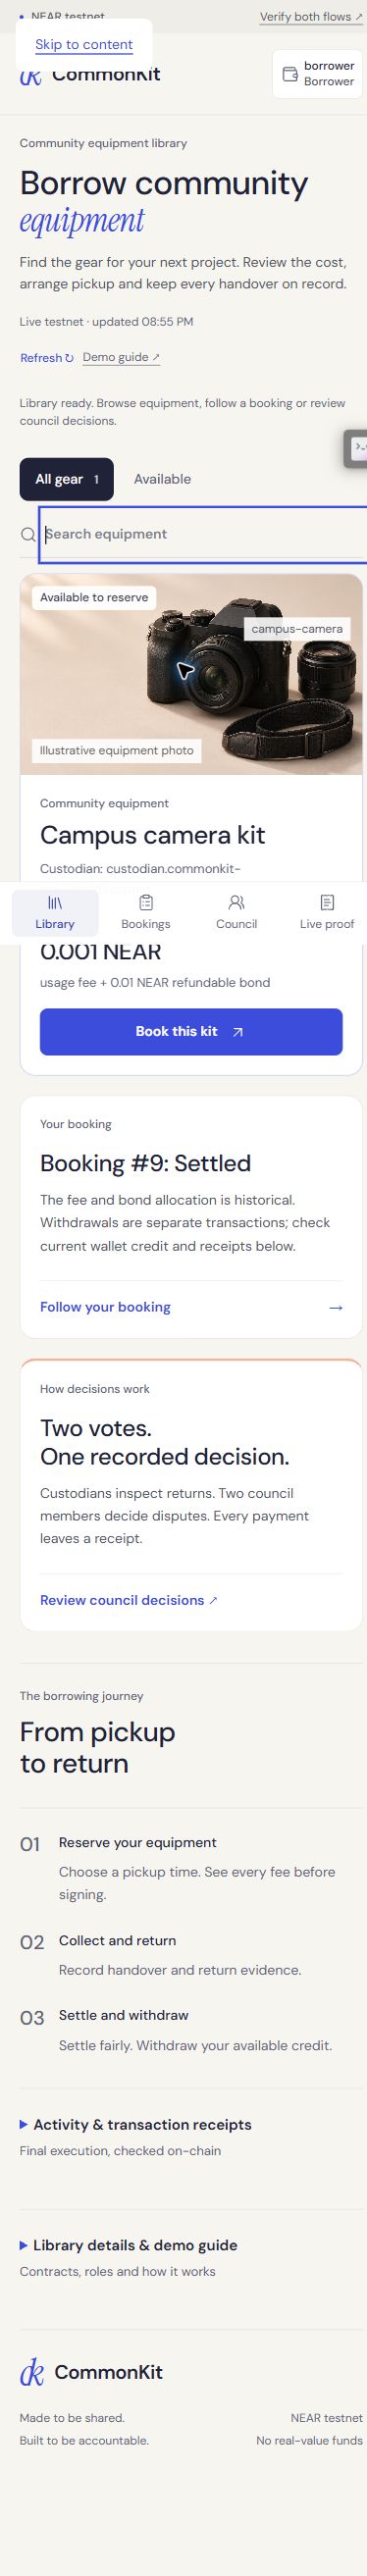 NEAR testnet
Verify both flows ↗
Skip to content
CommonKit
borrower
Borrower
Community equipment library
Borrow community
equipment
Find the gear for your next project. Review the cost,
arrange pickup and keep every handover on record.
Live testnet · updated 08:55 PM
Refresh ↻ Demo guide ↗
Library ready. Browse equipment, follow a booking or review
council decisions.
All gear 1
Available
Search equipment
Available to reserve
campus-camera
Illustrative equipment photo
Community equipment
Campus camera kit
Custodian: custodian.commonkit-
Library
Bookings
Council
Live proof
0.001 NEAR
usage fee + 0.01 NEAR refundable bond
Book this kit
Your booking
Booking #9: Settled
The fee and bond allocation is historical.
Withdrawals are separate transactions; check
current wallet credit and receipts below.
Follow your booking →
How decisions work
Two votes.
One recorded decision.
Custodians inspect returns. Two council
members decide disputes. Every payment
leaves a receipt.
Review council decisions ↗
The borrowing journey
From pickup
to return
01 Reserve your equipment
Choose a pickup time. See every fee before
signing.
02 Collect and return
Record handover and return evidence.
03 Settle and withdraw
Settle fairly. Withdraw your available credit.
Activity & transaction receipts
Final execution, checked on-chain
Library details & demo guide
Contracts, roles and how it works
CommonKit
Made to be shared.
NEAR testnet
Built to be accountable.
No real-value funds